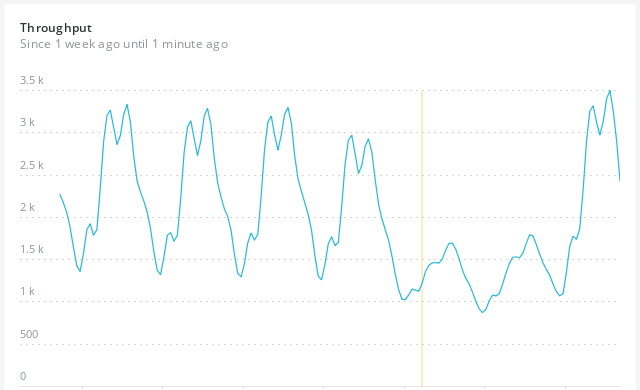 Throughput
Since 1 week ago until 1 minute ago
3.5 k
3 k
2.5 k
2 k
1.5 k
1 k
500
0